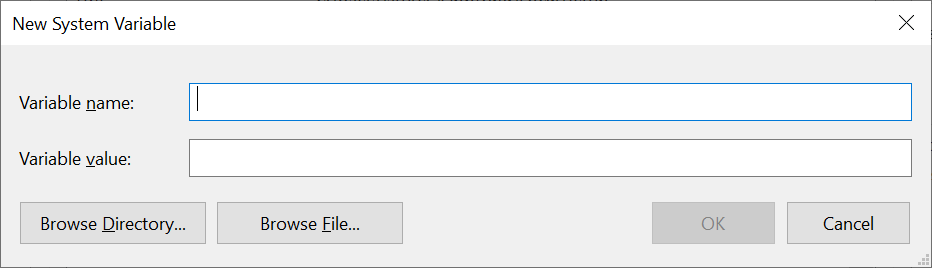 New System Variable
Variable name:
Variable value:
Browse Directory... Browse File... OK Cancel